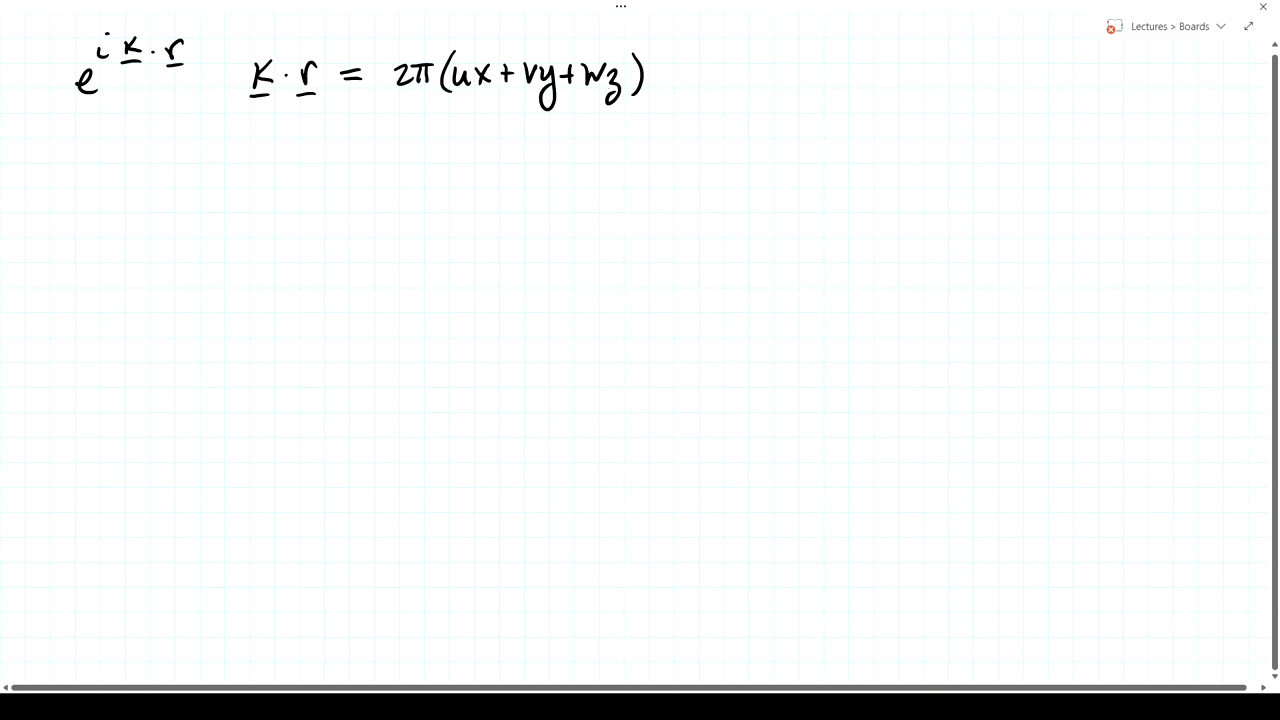 Lectures > Boards
e^{i k̲ · r̲}   k̲ · r̲ = 2π(ux + vy + wz)